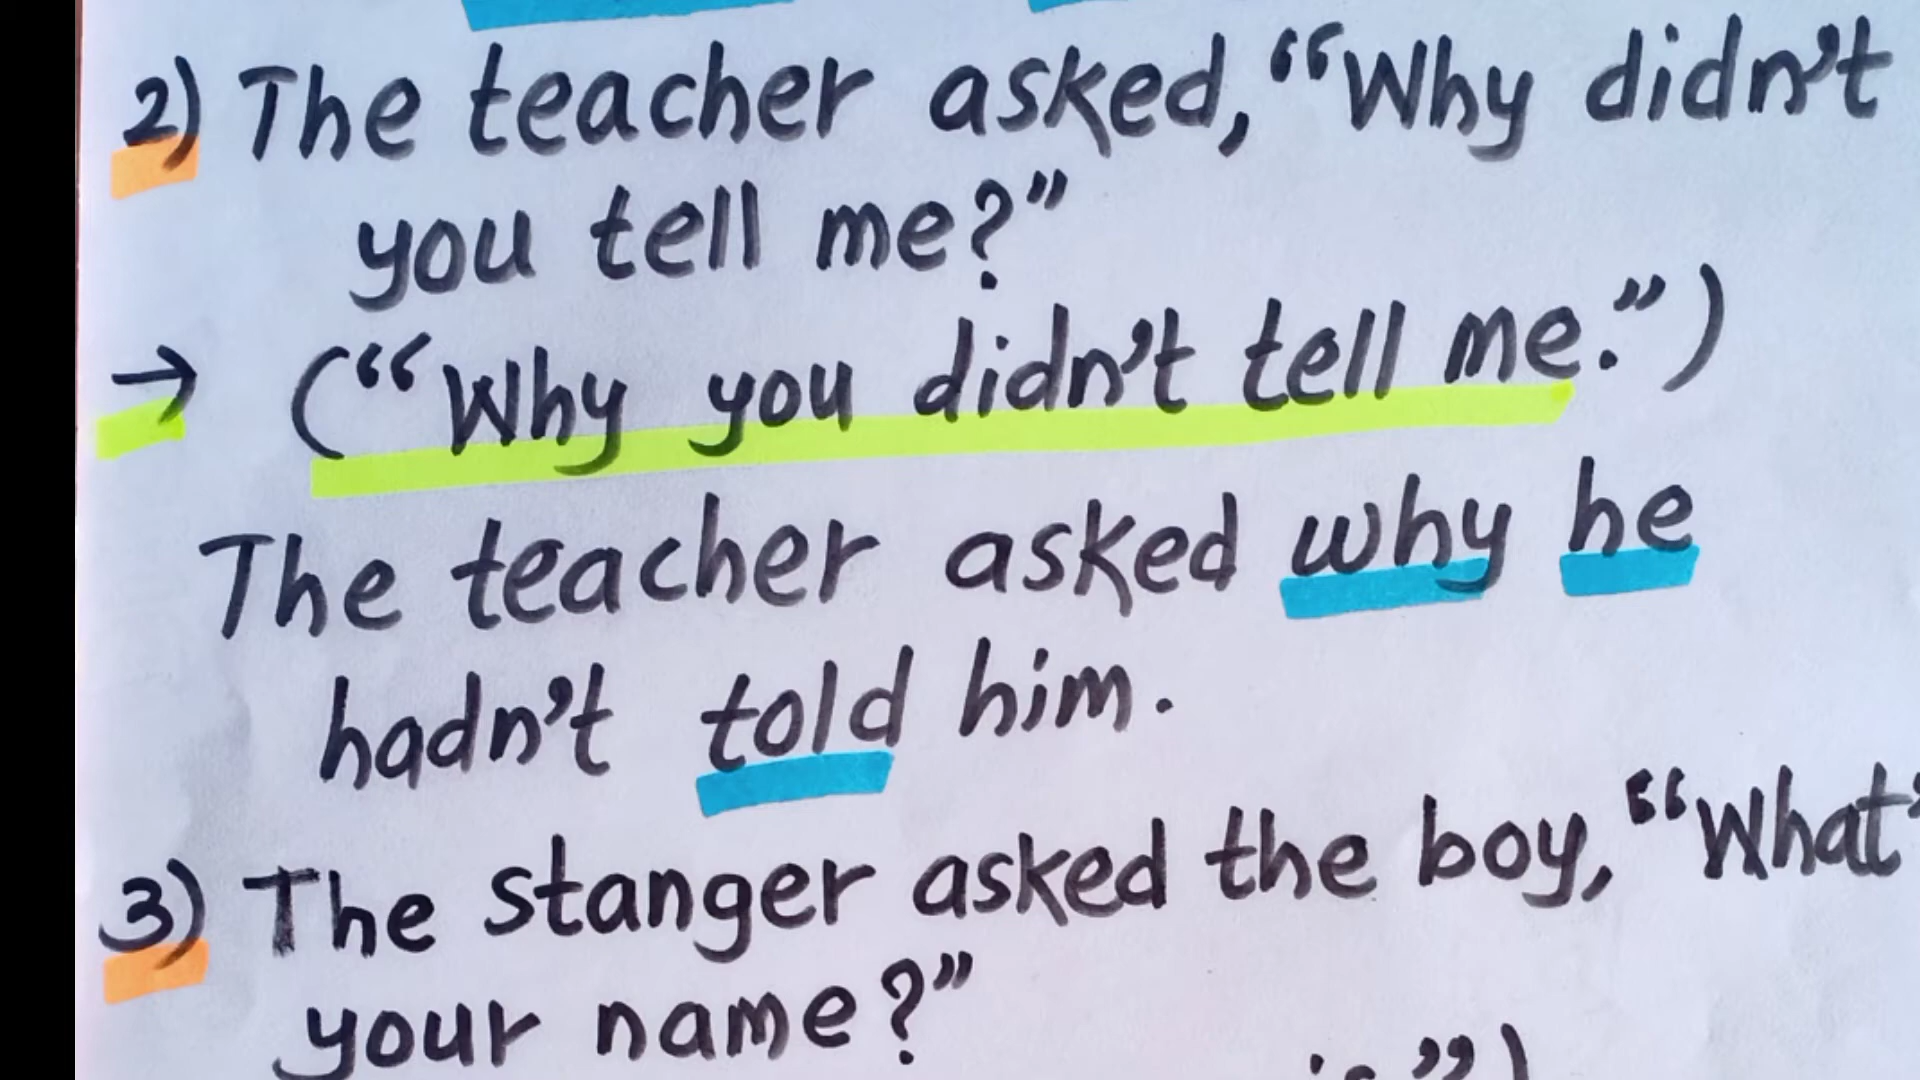 2) The teacher asked, “Why didn't
you tell me?”
→ (“Why you didn't tell me.”)
The teacher asked why he
hadn't told him.
3) The stanger asked the boy, “What'
your name?”